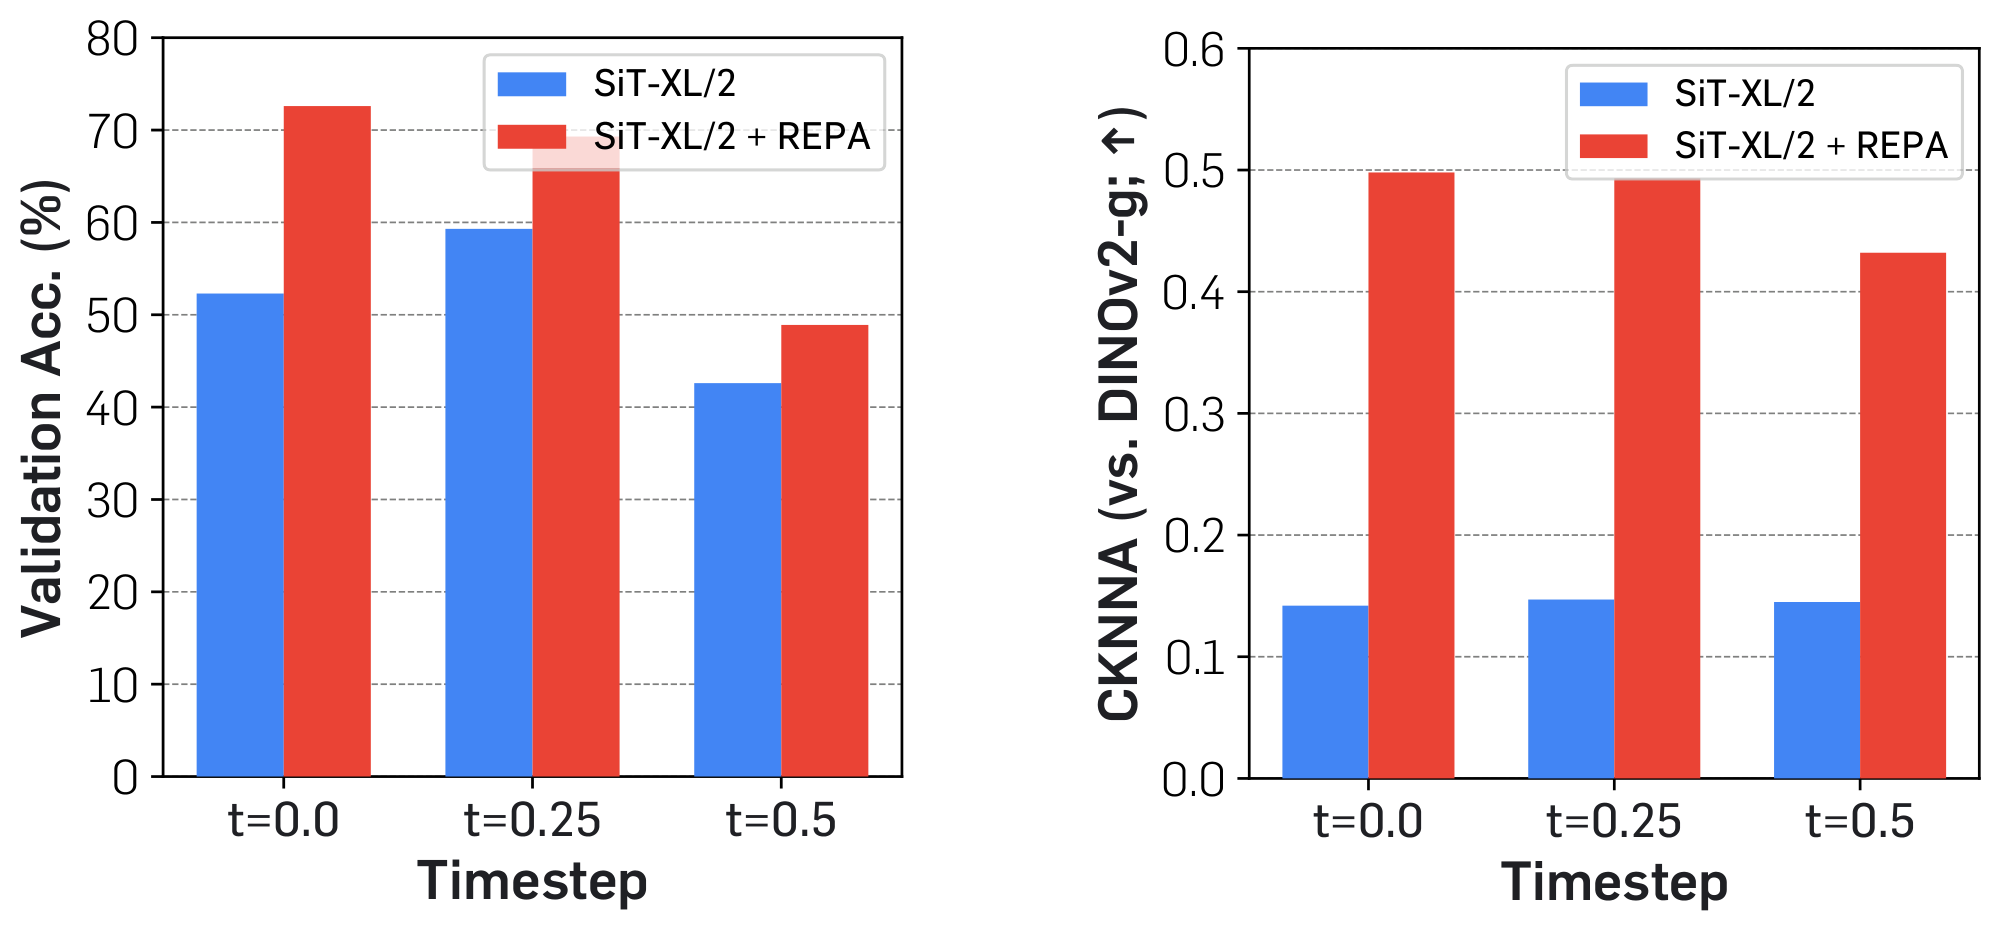 Validation Acc. (%)
80
70
60
50
40
30
20
10
0
SiT-XL/2
SiT-XL/2 + REPA
t=0.0
t=0.25
t=0.5
Timestep
CKNNA (vs. DINOv2-g; ↑)
0.6
0.5
0.4
0.3
0.2
0.1
0.0
SiT-XL/2
SiT-XL/2 + REPA
t=0.0
t=0.25
t=0.5
Timestep